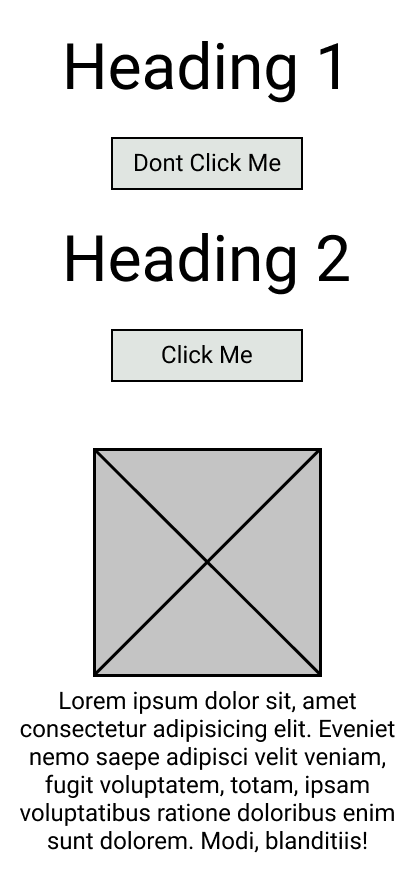 Heading 1
Dont Click Me
Heading 2
Click Me
Lorem ipsum dolor sit, amet
consectetur adipisicing elit. Eveniet
nemo saepe adipisci velit veniam,
fugit voluptatem, totam, ipsam
voluptatibus ratione doloribus enim
sunt dolorem. Modi, blanditiis!